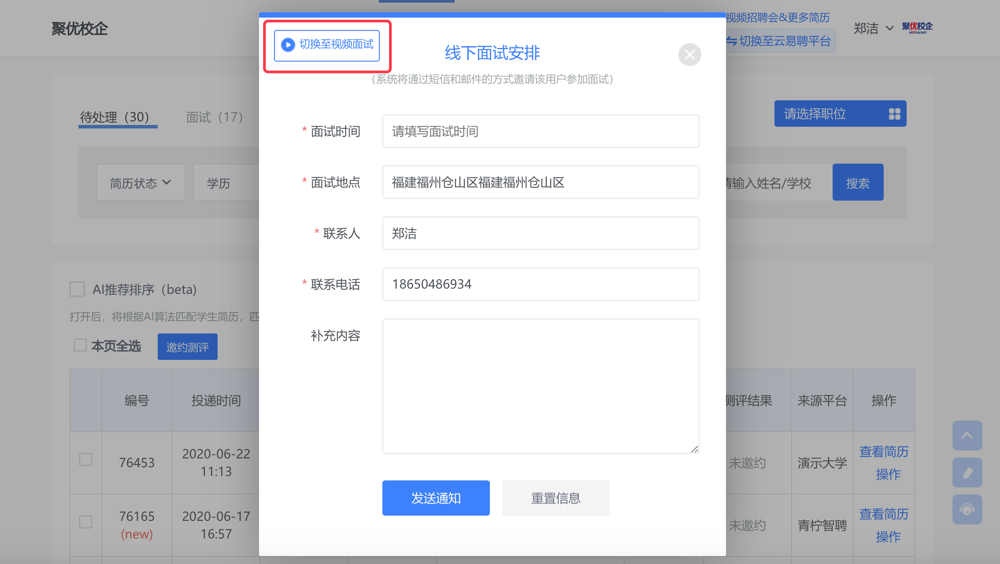 聚优校企
视频招聘会&更多简历
切换至云易聘平台
郑洁
聚优校企
un2co.com
切换至视频面试
线下面试安排
（系统将通过短信和邮件的方式邀请该用户参加面试）
待处理（30）
面试（17）
请选择职位
* 面试时间
请填写面试时间
简历状态
学历
* 面试地点
福建福州仓山区福建福州仓山区
请输入姓名/学校
搜索
* 联系人
郑洁
* 联系电话
18650486934
AI推荐排序（beta)
打开后，将根据AI算法匹配学生简历，匹
本页全选
邀约测评
补充内容
编号
投递时间
测评结果
来源平台
操作
76453
2020-06-22
11:13
未邀约
演示大学
查看简历
操作
76165
(new)
2020-06-17
16:57
未邀约
青柠智聘
查看简历
操作
发送通知
重置信息